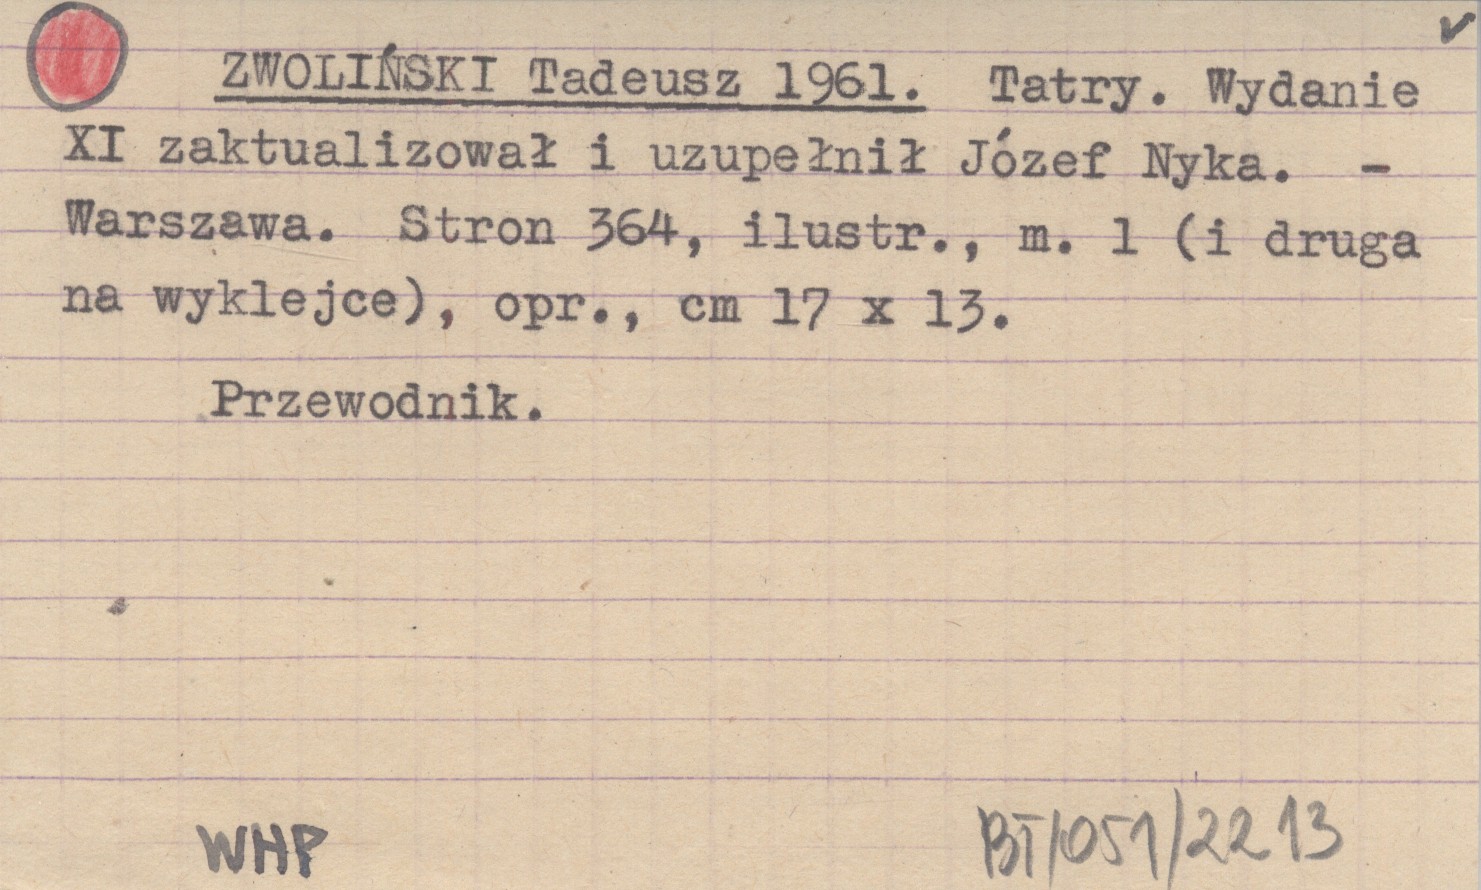 ZWOLIŃSKI Tadeusz 1961. Tatry. Wydanie
XI zaktualizował i uzupełnił Józef Nyka. -
Warszawa. Stron 364, ilustr., m. 1 (i druga
na wyklejce), opr., cm 17 x 13.
Przewodnik.
WHP
BT/051/2213